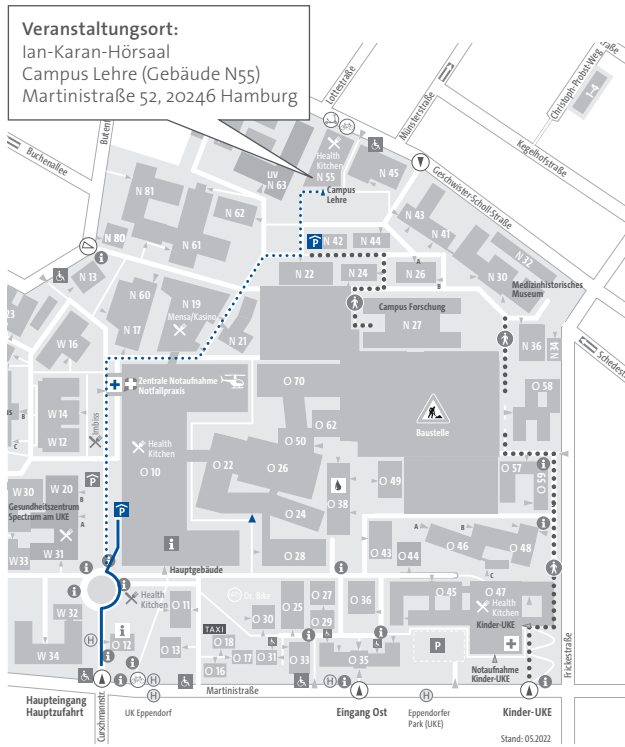 Veranstaltungsort:
Ian-Karan-Hörsaal
Campus Lehre (Gebäude N55)
Martinistraße 52, 20246 Hamburg
Lottestraße
Münsterstraße
Christoph-Probst-Weg
1-4
Kegelhofstraße
Geschwister-Scholl-Straße
Buchenallee
Health
Kitchen
N 55
N 45
LIV
N 63
Campus
Lehre
N 81
N 62
N 43
N 41
N 32
N 61
N 80
P
N 42
N 44
N 30
N 13
N 22
N 24
N 26
A
B
Medizinhistorisches
Museum
N 60
N 19
Mensa/Kasino
N 17
N 21
Campus Forschung
N 27
N 36
N 34
W 16
Zentrale Notaufnahme
Notfallpraxis
O 70
O 58
W 14
W 12
B
C
Imbiss
O 62
Baustelle
Health
Kitchen
O 10
O 50
O 22
O 26
O 57
O 59
W 30
W 20
P
B
A
O 49
O 38
Gesundheitszentrum
Spectrum am UKE
P
O 24
W 31
W 33
O 28
O 43
O 44
A
B
O 46
O 48
Hauptgebäude
C
Health
Kitchen
O 11
Dr. Bike
O 25
O 27
O 29
O 36
O 45
O 47
Health
Kitchen
Kinder-UKE
W 32
O 30
W 34
H
O 12
O 13
TAXI
O 18
O 17
O 16
O 31
O 33
O 35
P
Notaufnahme
Kinder-UKE
Frickestraße
Martinistraße
Haupteingang
Hauptzufahrt
Curschmannstr.
H
UK Eppendorf
H
Eingang Ost
H
Eppendorfer
Park (UKE)
Kinder-UKE
Stand: 05.2022